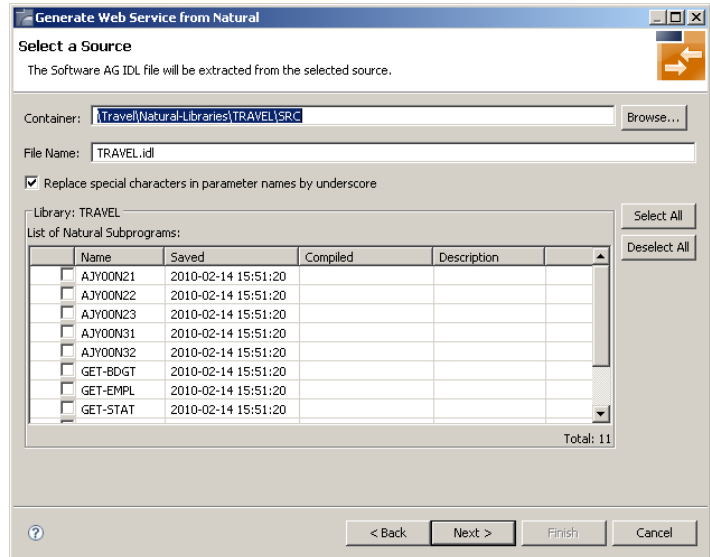 Generate Web Service from Natural
Select a Source
The Software AG IDL file will be extracted from the selected source.
Container: \Travel\Natural-Libraries\TRAVEL\SRC Browse...
File Name: TRAVEL.idl
Replace special characters in parameter names by underscore
Library: TRAVEL Select All
List of Natural Subprograms:
Deselect All
Name Saved Compiled Description
AJY00N21 2010-02-14 15:51:20
AJY00N22 2010-02-14 15:51:20
AJY00N23 2010-02-14 15:51:20
AJY00N31 2010-02-14 15:51:20
AJY00N32 2010-02-14 15:51:20
GET-BDGT 2010-02-14 15:51:20
GET-EMPL 2010-02-14 15:51:20
GET-STAT 2010-02-14 15:51:20
Total: 11
? < Back Next > Finish Cancel